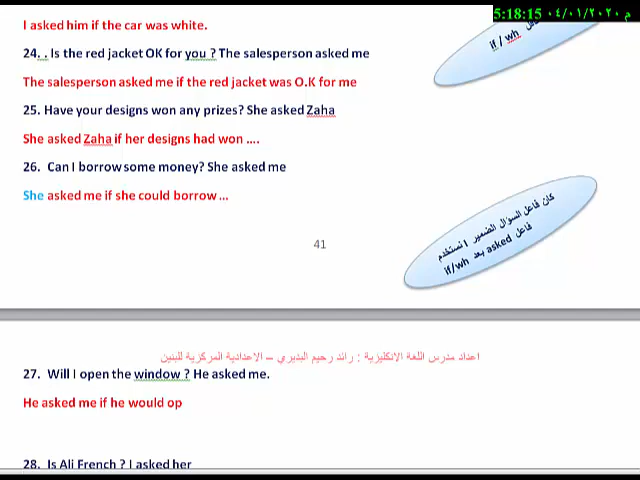 م ٠٤/٠١/٢٠٢٠ 5:18:15
I asked him if the car was white.
if / wh
24. . Is the red jacket OK for you ? The salesperson asked me
The salesperson asked me if the red jacket was O.K for me
25. Have your designs won any prizes? She asked Zaha
She asked Zaha if her designs had won ....
26. Can I borrow some money? She asked me
She asked me if she could borrow ...
كان فاعل السؤال الضمير I نستخدم
فاعل asked بعد
if/wh
41
اعداد مدرس اللغة الانكليزية : رائد رحيم البديري – الاعدادية المركزية للبنين
27. Will I open the window ? He asked me.
He asked me if he would op
28. Is Ali French ? I asked her